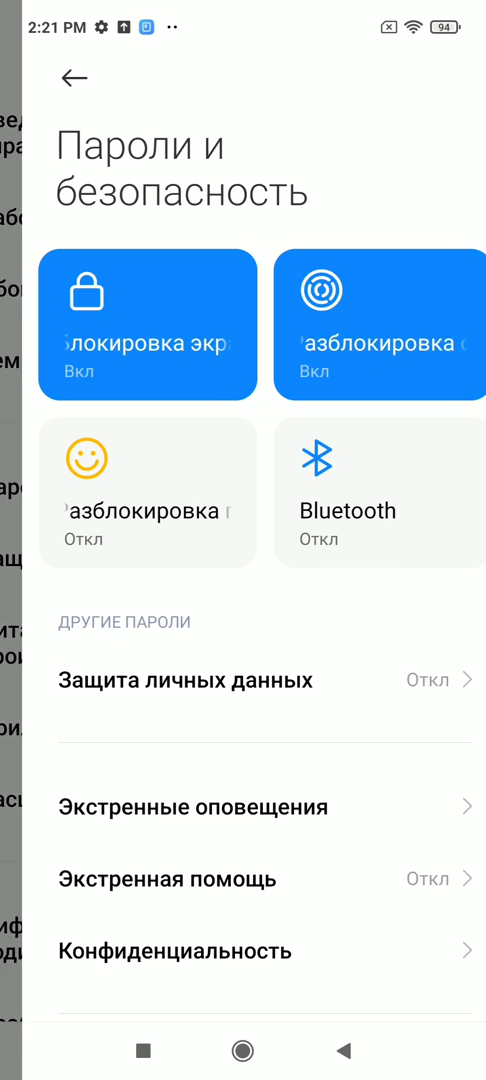 2:21 PM
94
Пароли и
безопасность
локировка экр
Вкл
азблокировка
Вкл
азблокировка
Откл
Bluetooth
Откл
ДРУГИЕ ПАРОЛИ
Защита личных данных
Откл
Экстренные оповещения
Экстренная помощь
Откл
Конфиденциальность